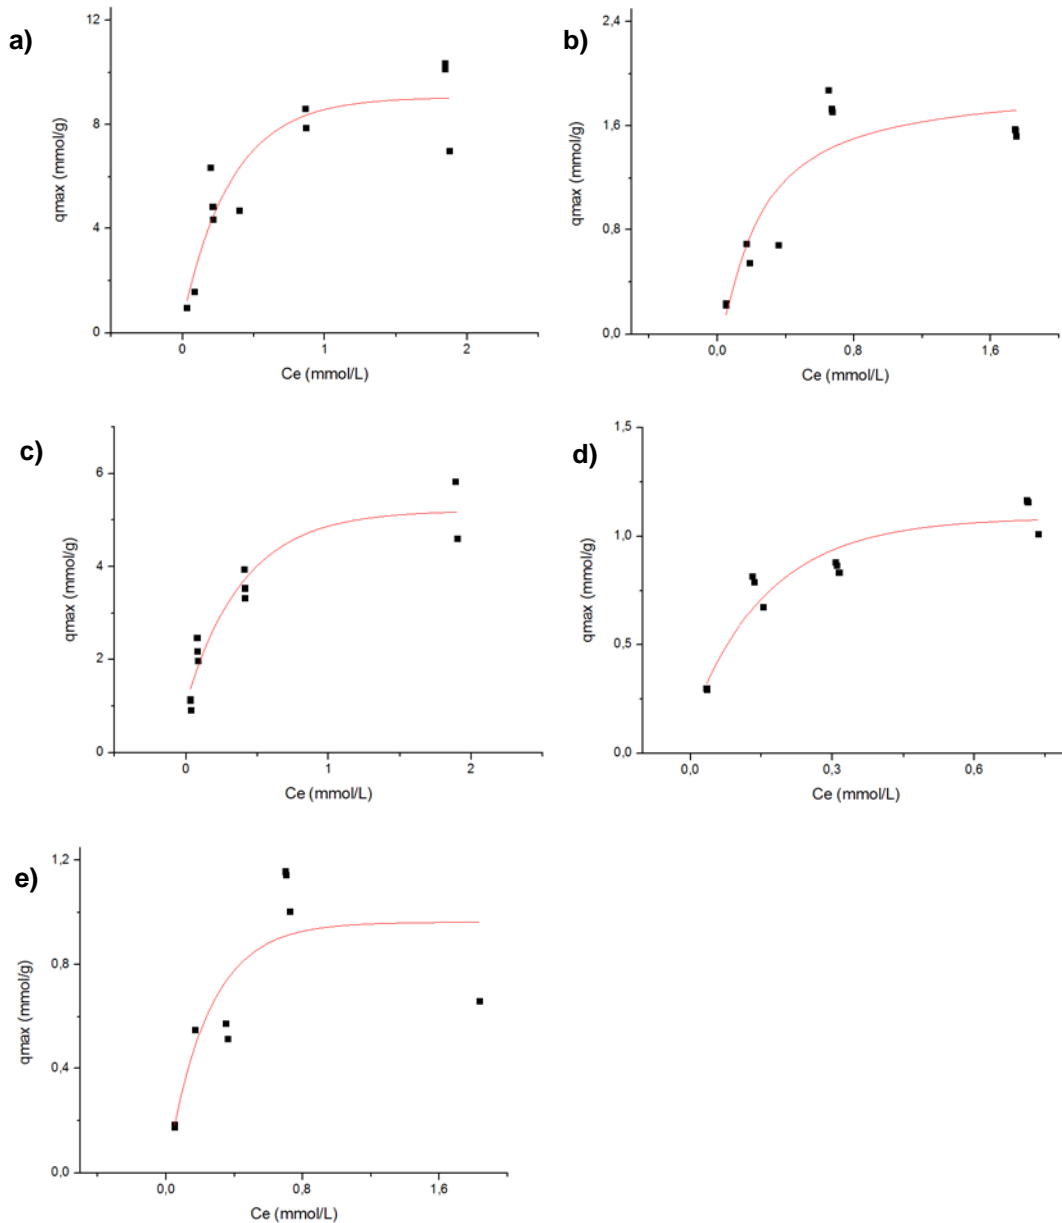 a)
12
8
4
0
qmax (mmol/g)
0 1 2
Ce (mmol/L)
b)
2,4
1,6
0,8
0,0
qmax (mmol/g)
0,0 0,8 1,6
Ce (mmol/L)
c)
6
4
2
0
qmax (mmol/g)
0 1 2
Ce (mmol/L)
d)
1,5
1,0
0,5
0,0
qmax (mmol/g)
0,0 0,3 0,6
Ce (mmol/L)
e)
1,2
0,8
0,4
0,0
qmax (mmol/g)
0,0 0,8 1,6
Ce (mmol/L)